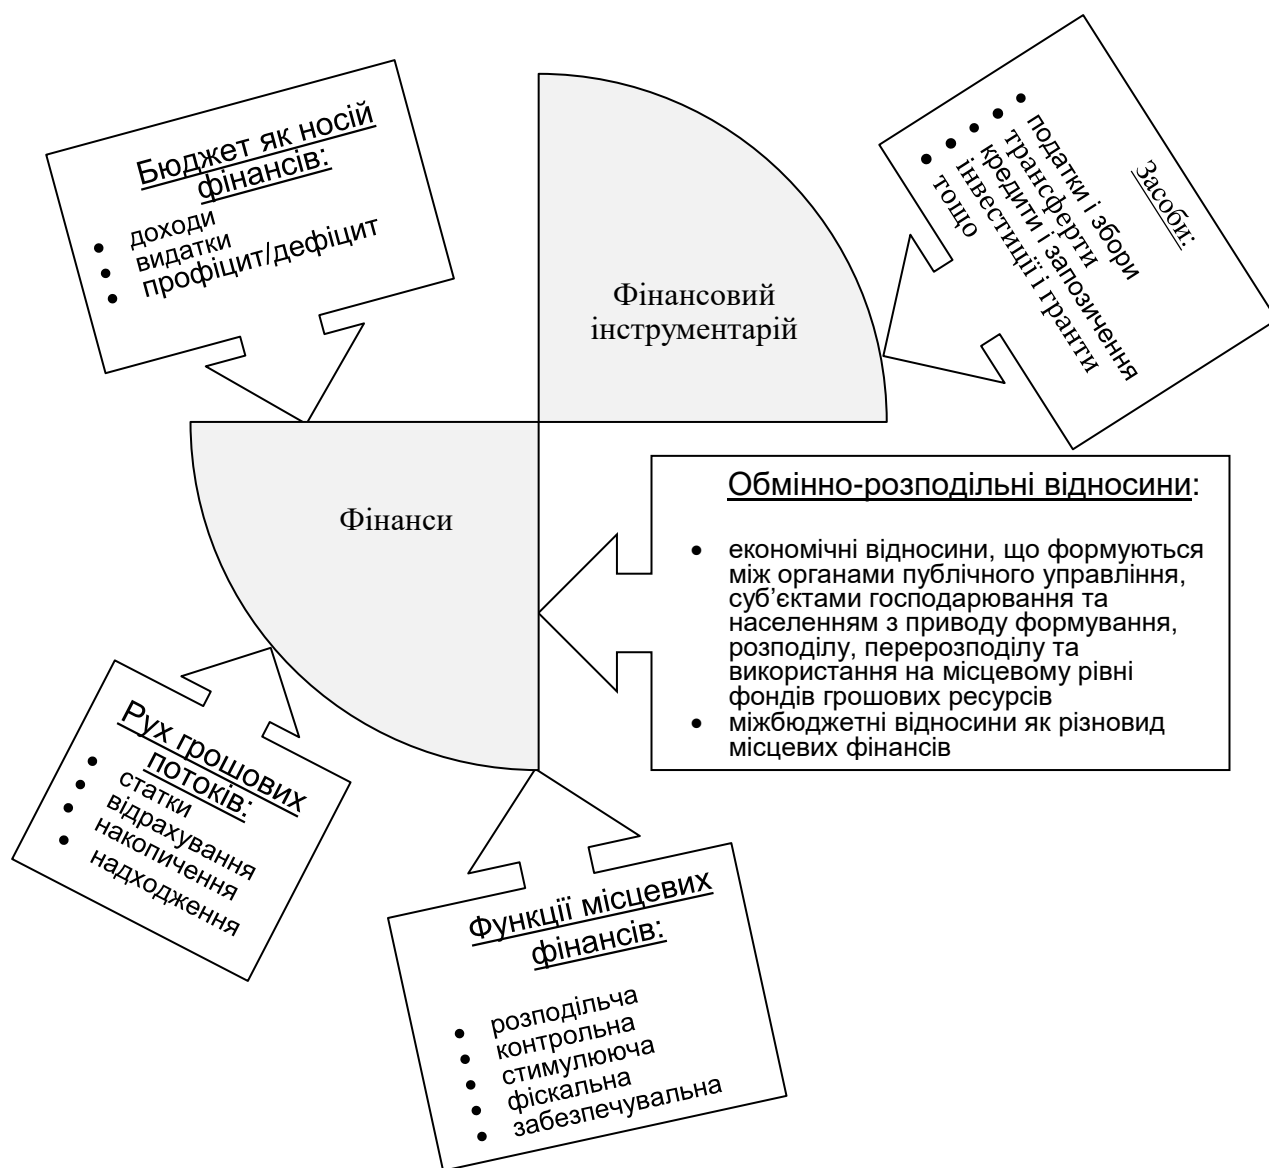 Бюджет як носій
фінансів:
• доходи
• видатки
• профіцит/дефіцит
Фінансовий
інструментарій
Засоби:
• податки і збори
• трансферти
• кредити і запозичення
• інвестиції і гранти
• тощо
Фінанси
Обмінно-розподільні відносини:
• економічні відносини, що формуються
між органами публічного управління,
суб’єктами господарювання та
населенням з приводу формування,
розподілу, перерозподілу та
використання на місцевому рівні
фондів грошових ресурсів
• міжбюджетні відносини як різновид
місцевих фінансів
Рух грошових
потоків:
• статки
• відрахування
• накопичення
• надходження
Функції місцевих
фінансів:
• розподільча
• контрольна
• стимулююча
• фіскальна
• забезпечувальна